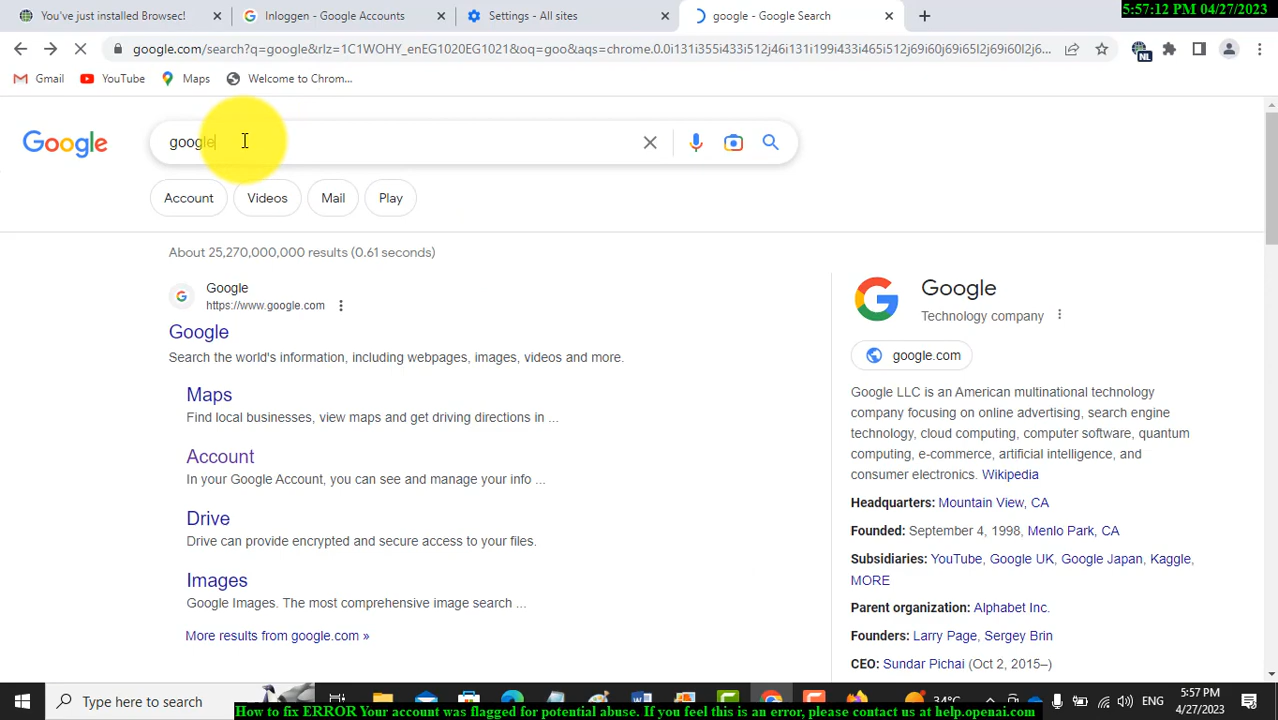 You've just installed Browsec!
Inloggen - Google Accounts
Settings - All sites
google - Google Search
5:57:12 PM 04/27/2023
google.com/search?q=google&rlz=1C1WOHY_enEG1020EG1021&oq=goo&aqs=chrome.0.0i131i355i433i512j46i131i199i433i465i512j69i60j69i65l2j69i60l2j6...
NL
Gmail
YouTube
Maps
Welcome to Chrom...
Google
google
Account
Videos
Mail
Play
About 25,270,000,000 results (0.61 seconds)
Google
https://www.google.com
Google
Search the world's information, including webpages, images, videos and more.
Maps
Find local businesses, view maps and get driving directions in ...
Account
In your Google Account, you can see and manage your info ...
Drive
Drive can provide encrypted and secure access to your files.
Images
Google Images. The most comprehensive image search ...
More results from google.com »
Google
Technology company
google.com
Google LLC is an American multinational technology
company focusing on online advertising, search engine
technology, cloud computing, computer software, quantum
computing, e-commerce, artificial intelligence, and
consumer electronics. Wikipedia
Headquarters: Mountain View, CA
Founded: September 4, 1998, Menlo Park, CA
Subsidiaries: YouTube, Google UK, Google Japan, Kaggle,
MORE
Parent organization: Alphabet Inc.
Founders: Larry Page, Sergey Brin
CEO: Sundar Pichai (Oct 2, 2015–)
Type here to search
34°C
ENG
5:57 PM
4/27/2023
How to fix ERROR Your account was flagged for potential abuse. If you feel this is an error, please contact us at help.openai.com